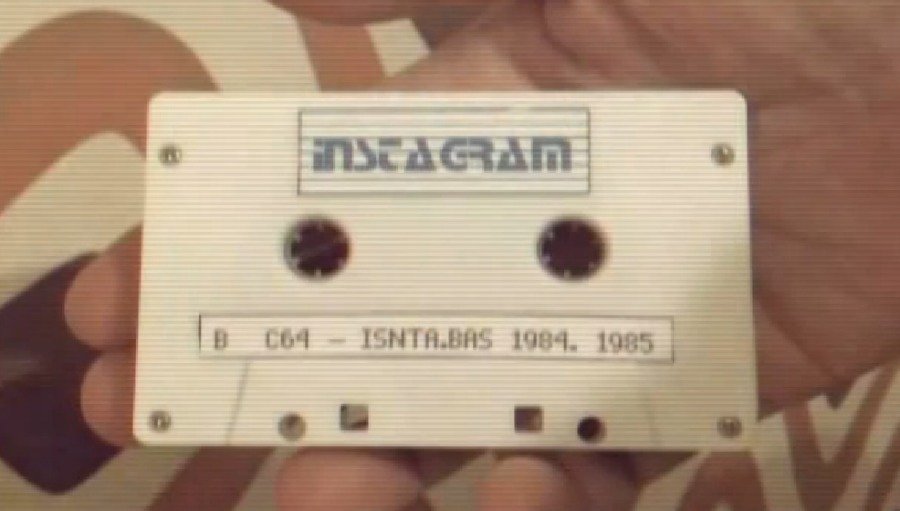 INSTAGRAM
B C64 - ISNTA.BAS 1984. 1985